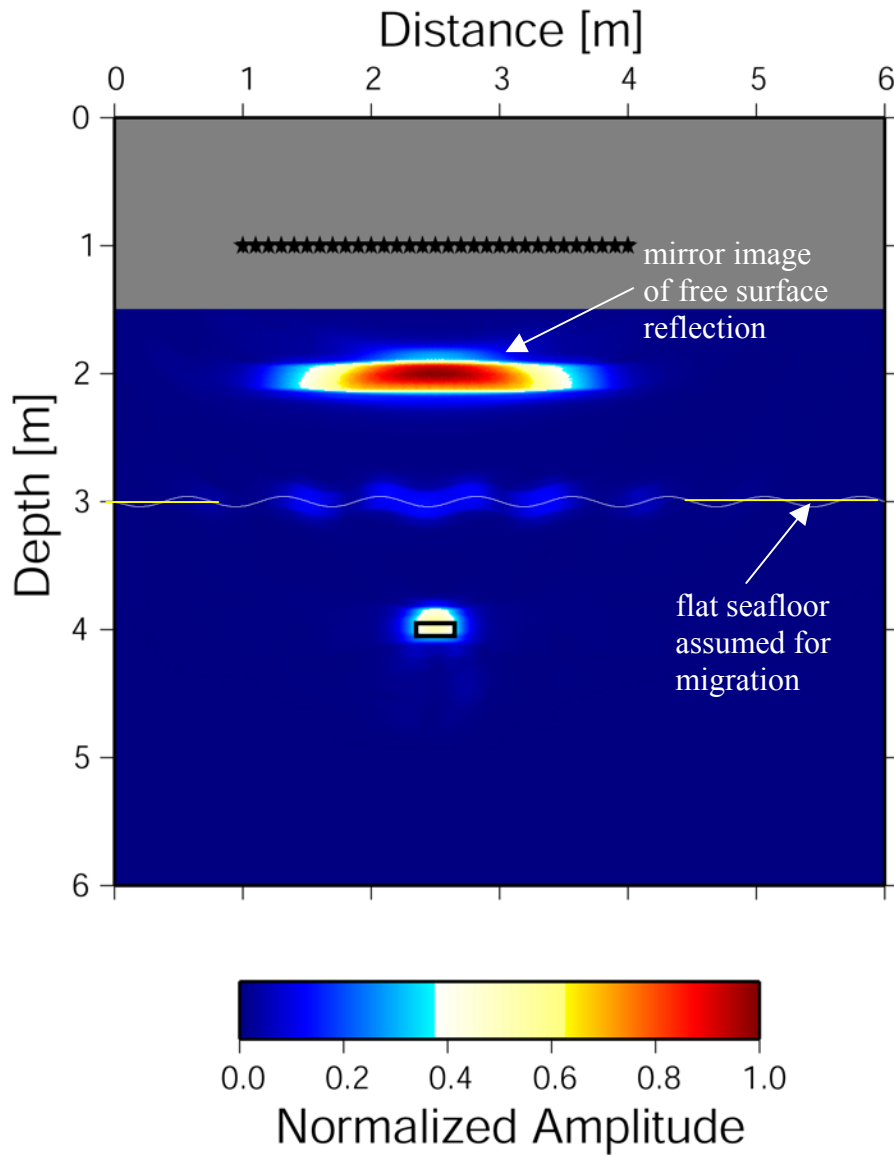 Distance [m]
0 1 2 3 4 5 6
0
1
mirror image
of free surface
reflection
2
Depth [m]
3
flat seafloor
assumed for
migration
4
5
6
0.0 0.2 0.4 0.6 0.8 1.0
Normalized Amplitude